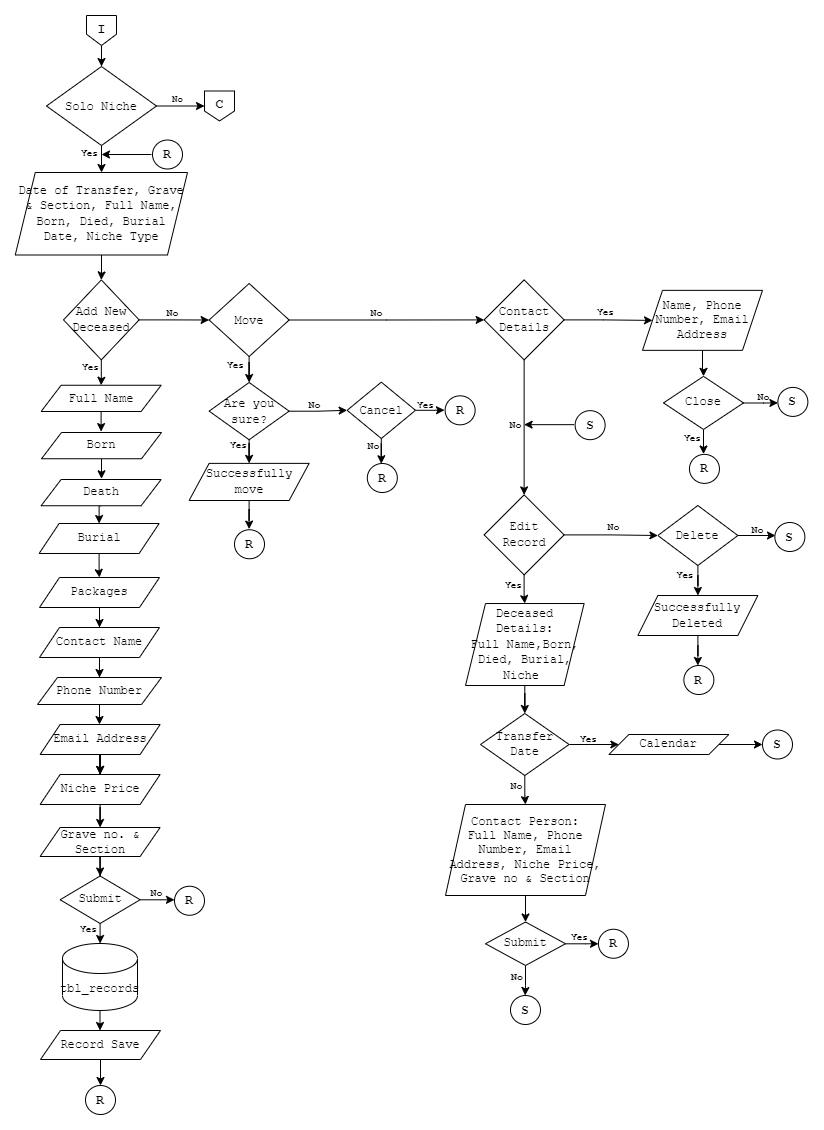 I
Solo Niche
No
C
Yes
R
Date of Transfer, Grave
& Section, Full Name,
Born, Died, Burial
Date, Niche Type
Add New
Deceased
No
Move
No
Contact
Details
Yes
Name, Phone
Number, Email
Address
Yes
Full Name
Born
Death
Burial
Packages
Contact Name
Phone Number
Email Address
Niche Price
Grave no. &
Section
Submit
No
R
Yes
tbl_records
Record Save
R
Yes
Are you
sure?
No
Cancel
Yes
R
No
R
Yes
Successfully
move
R
Close
No
S
Yes
R
No
S
Edit
Record
No
Delete
No
S
Yes
Successfully
Deleted
R
Yes
Deceased
Details:
Full Name,Born,
Died, Burial,
Niche
Transfer
Date
Yes
Calendar
S
No
Contact Person:
Full Name, Phone
Number, Email
Address, Niche Price,
Grave no & Section
Submit
Yes
R
No
S